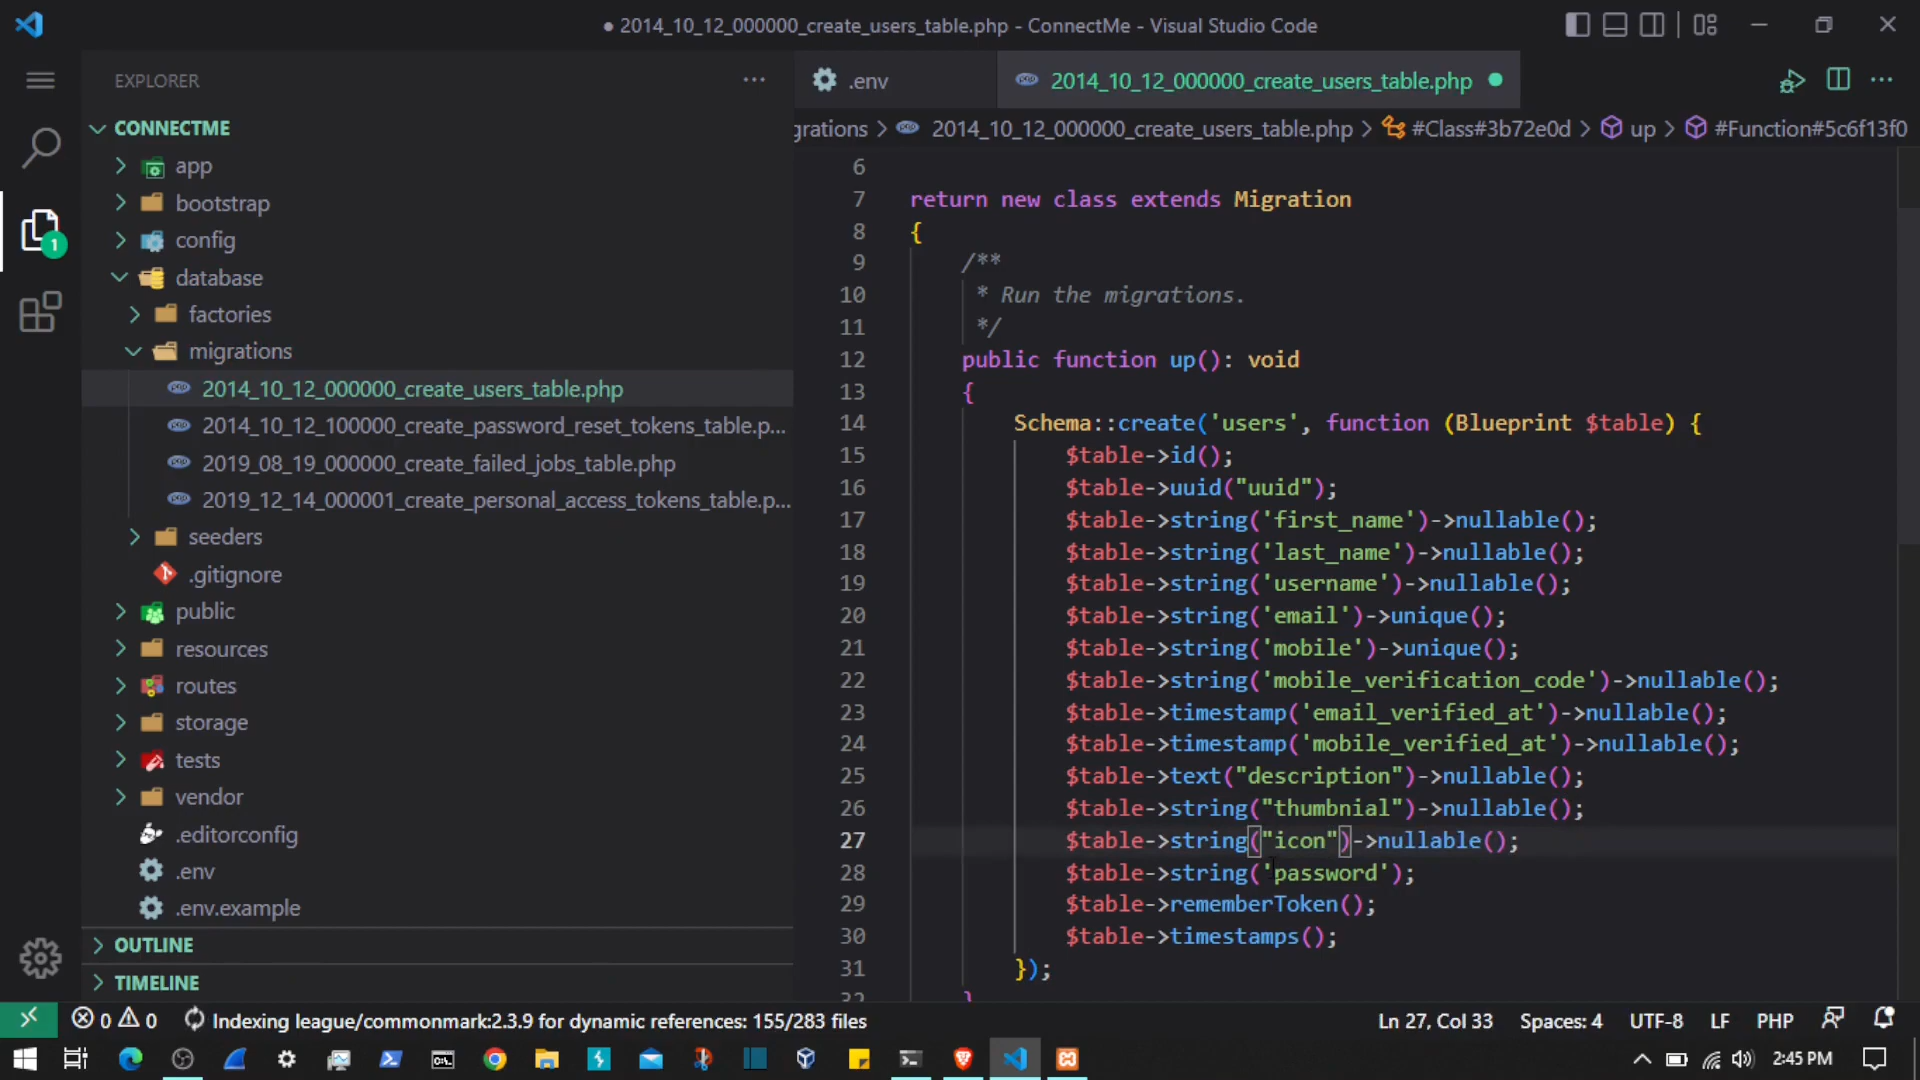 ● 2014_10_12_000000_create_users_table.php - ConnectMe - Visual Studio Code
EXPLORER
CONNECTME
app
bootstrap
config
database
factories
migrations
2014_10_12_000000_create_users_table.php
2014_10_12_100000_create_password_reset_tokens_table.p...
2019_08_19_000000_create_failed_jobs_table.php
2019_12_14_000001_create_personal_access_tokens_table.p...
seeders
.gitignore
public
resources
routes
storage
tests
vendor
.editorconfig
.env
.env.example
OUTLINE
TIMELINE
1
.env
2014_10_12_000000_create_users_table.php
grations > 2014_10_12_000000_create_users_table.php > #Class#3b72e0d > up > #Function#5c6f13f0
6
7 return new class extends Migration
8 {
9 /**
10 * Run the migrations.
11 */
12 public function up(): void
13 {
14 Schema::create('users', function (Blueprint $table) {
15 $table->id();
16 $table->uuid("uuid");
17 $table->string('first_name')->nullable();
18 $table->string('last_name')->nullable();
19 $table->string('username')->nullable();
20 $table->string('email')->unique();
21 $table->string('mobile')->unique();
22 $table->string('mobile_verification_code')->nullable();
23 $table->timestamp('email_verified_at')->nullable();
24 $table->timestamp('mobile_verified_at')->nullable();
25 $table->text("description")->nullable();
26 $table->string("thumbnial")->nullable();
27 $table->string("icon")->nullable();
28 $table->string('password');
29 $table->rememberToken();
30 $table->timestamps();
31 });
32 }
0 0 Indexing league/commonmark:2.3.9 for dynamic references: 155/283 files
Ln 27, Col 33 Spaces: 4 UTF-8 LF PHP
2:45 PM